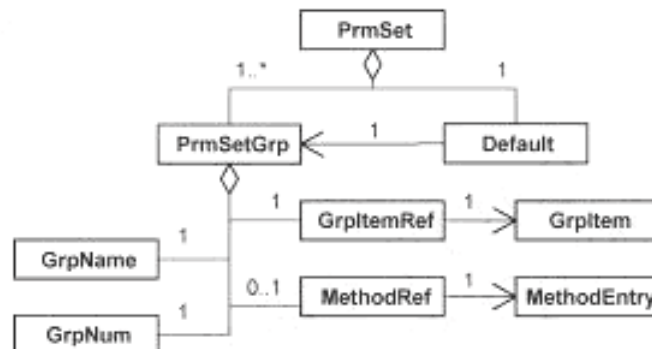 PrmSet
1..* 1
PrmSetGrp 1 Default
1 GrpItemRef 1 GrpItem
GrpName 1
0..1 MethodRef 1 MethodEntry
GrpNum 1